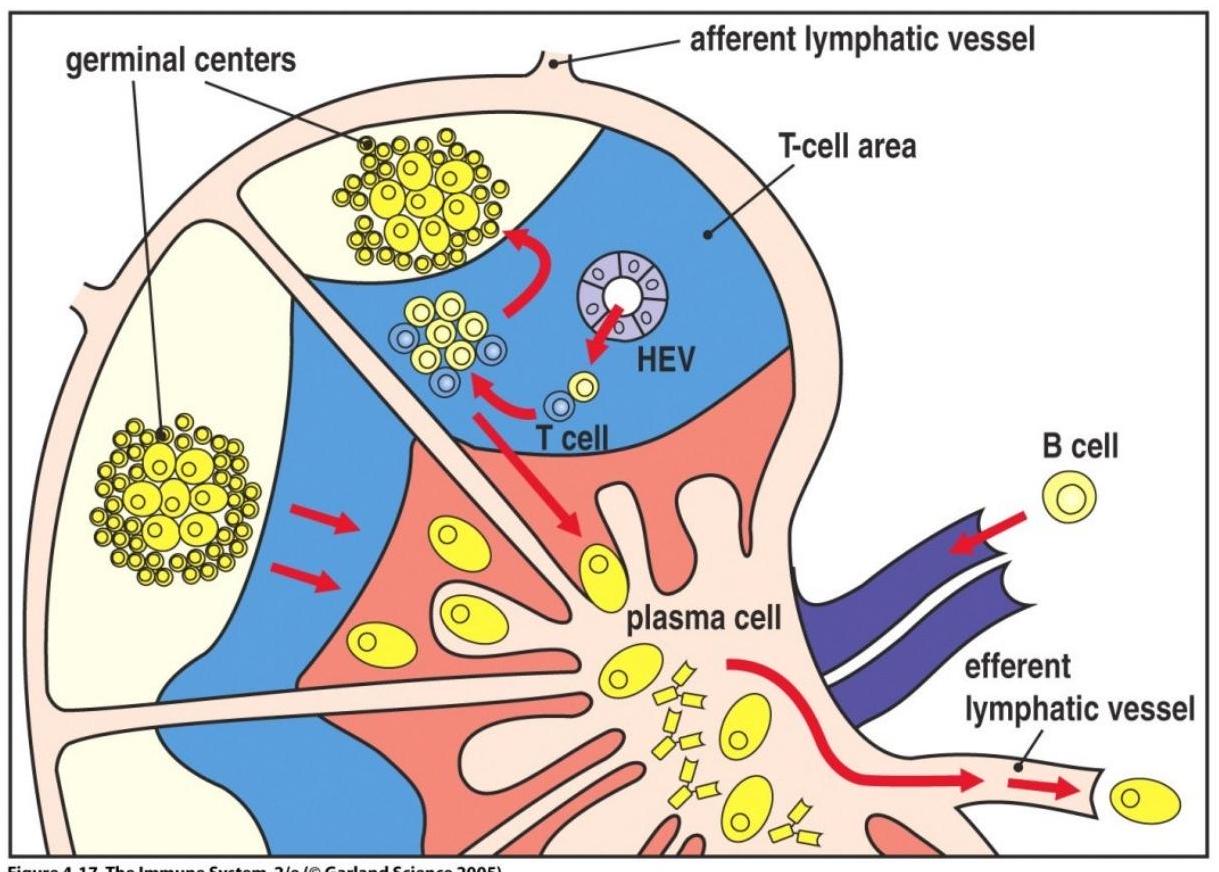 afferent lymphatic vessel
germinal centers
T-cell area
HEV
T cell
B cell
plasma cell
efferent
lymphatic vessel
Figure 4-17 The Immune System, 2/e (© Garland Science 2005)